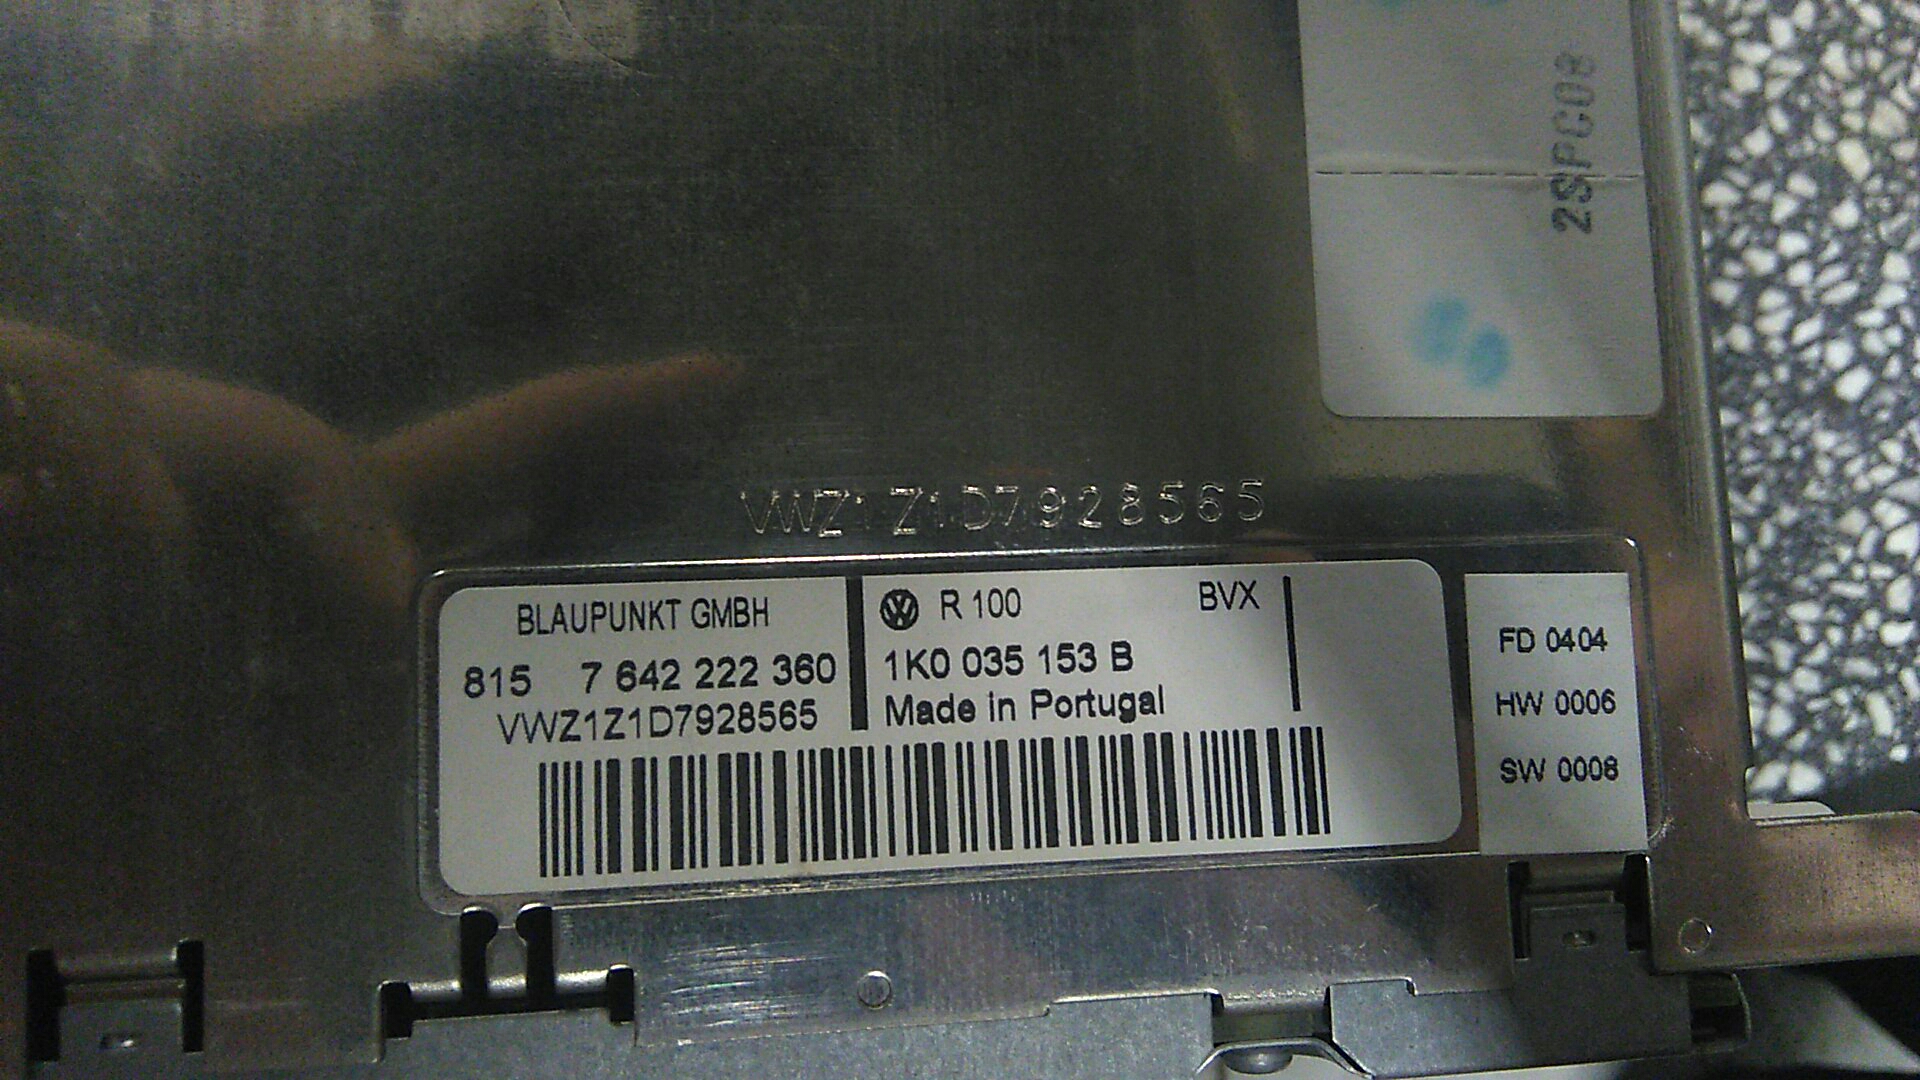 2SPC08
VWZ1Z1D7928565
BLAUPUNKT GMBH
815 7 642 222 360
VWZ1Z1D7928565
R 100 BVX
1K0 035 153 B
Made in Portugal
FD 0404
HW 0006
SW 0008